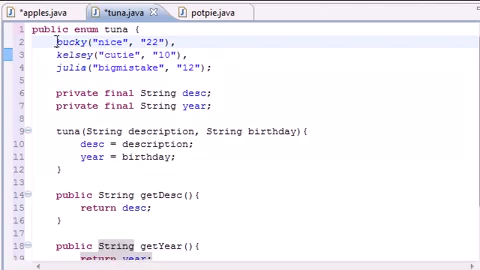 *apples.java *tuna.java potpie.java
1 public enum tuna {
2 bucky("nice", "22"),
3 kelsey("cutie", "10"),
4 julia("bigmistake", "12");
5
6 private final String desc;
7 private final String year;
8
9 tuna(String description, String birthday){
10 desc = description;
11 year = birthday;
12 }
13
14 public String getDesc(){
15 return desc;
16 }
17
18 public String getYear(){
19 return year;